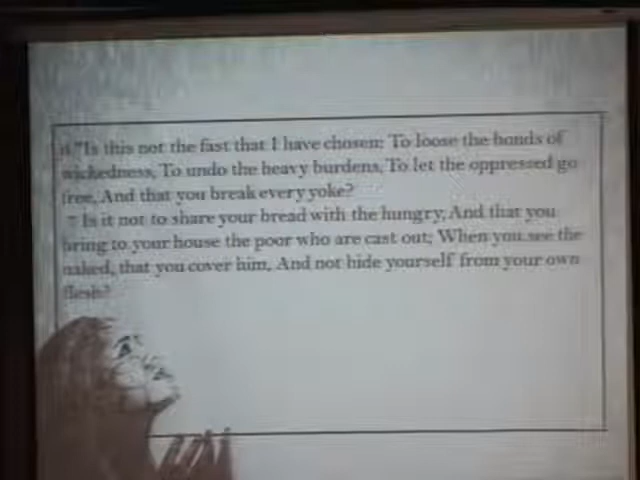 6 "Is this not the fast that I have chosen: To loose the bonds of
wickedness, To undo the heavy burdens, To let the oppressed go
free, And that you break every yoke?
7 Is it not to share your bread with the hungry, And that you
bring to your house the poor who are cast out; When you see the
naked, that you cover him, And not hide yourself from your own
flesh?